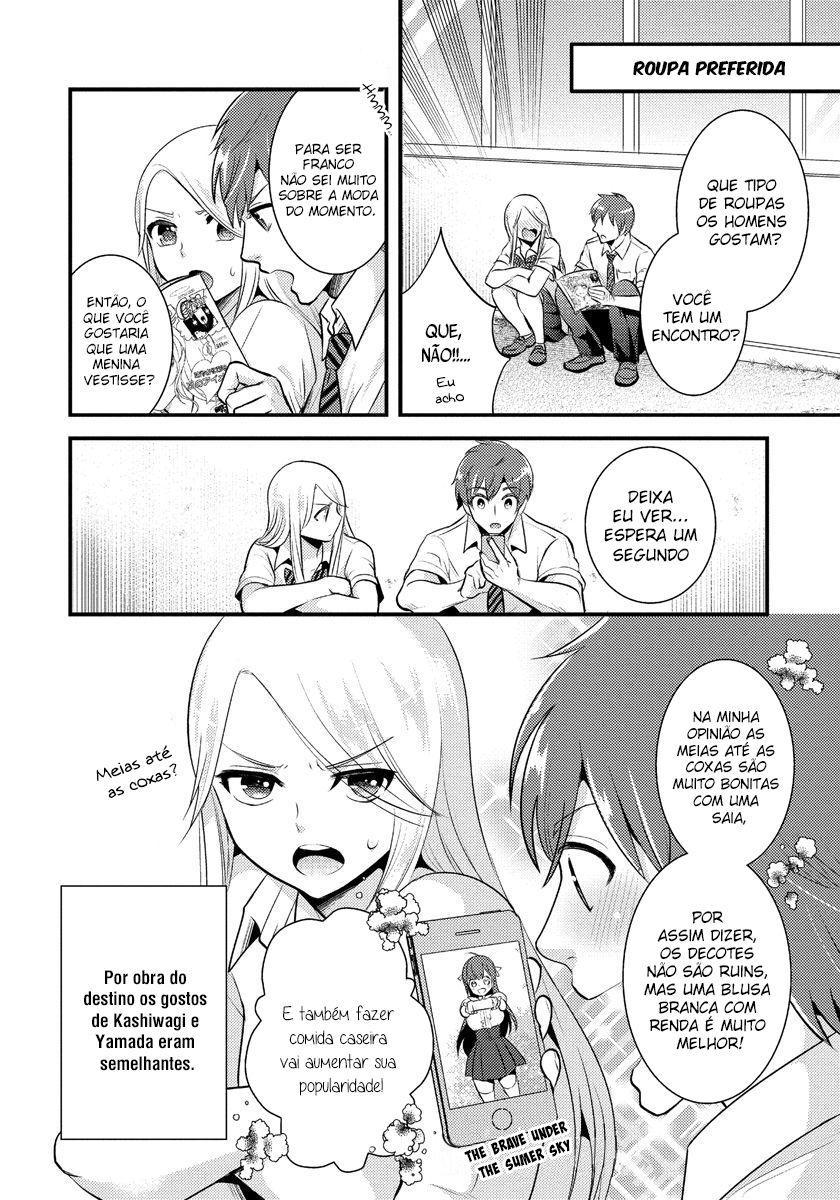 ROUPA PREFERIDA
QUE TIPO
DE ROUPAS
OS HOMENS
GOSTAM?
VOCÊ
TEM UM
ENCONTRO?
QUE,
NÃO!!...
Eu
acho
PARA SER
FRANCO
NÃO SEI MUITO
SOBRE A MODA
DO MOMENTO.
ENTÃO, O
QUE VOCÊ
GOSTARIA
QUE UMA
MENINA
VESTISSE?
DEIXA
EU VER...
ESPERA UM
SEGUNDO
NA MINHA
OPINIÃO AS
MEIAS ATÉ AS
COXAS SÃO
MUITO BONITAS
COM UMA
SAIA,
POR
ASSIM DIZER,
OS DECOTES
NÃO SÃO RUINS,
MAS UMA BLUSA
BRANCA COM
RENDA É MUITO
MELHOR!
Meias até
as coxas?
E também fazer
comida caseira
vai aumentar sua
popularidade!
THE BRAVE UNDER
THE SUMER SKY
Por obra do
destino os gostos
de Kashiwagi e
Yamada eram
semelhantes.